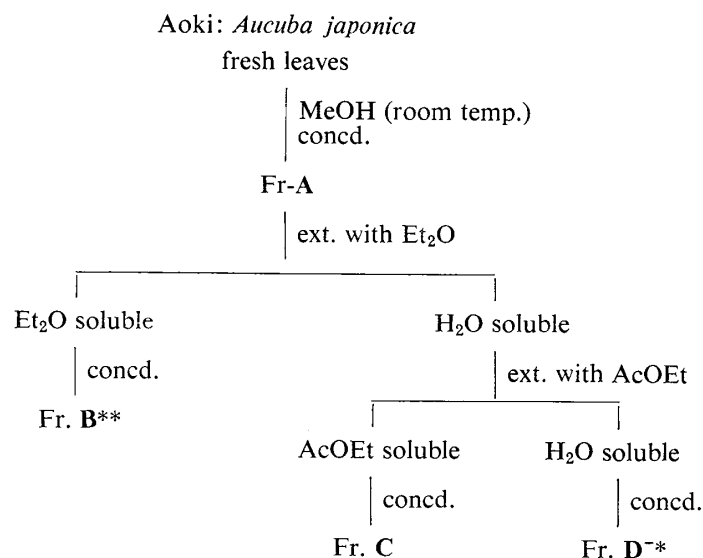 Aoki: Aucuba japonica
fresh leaves
MeOH (room temp.)
concd.
Fr-A
ext. with Et₂O
Et₂O soluble
H₂O soluble
concd.
ext. with AcOEt
Fr. B**
AcOEt soluble
H₂O soluble
concd.
concd.
Fr. C
Fr. D⁻*